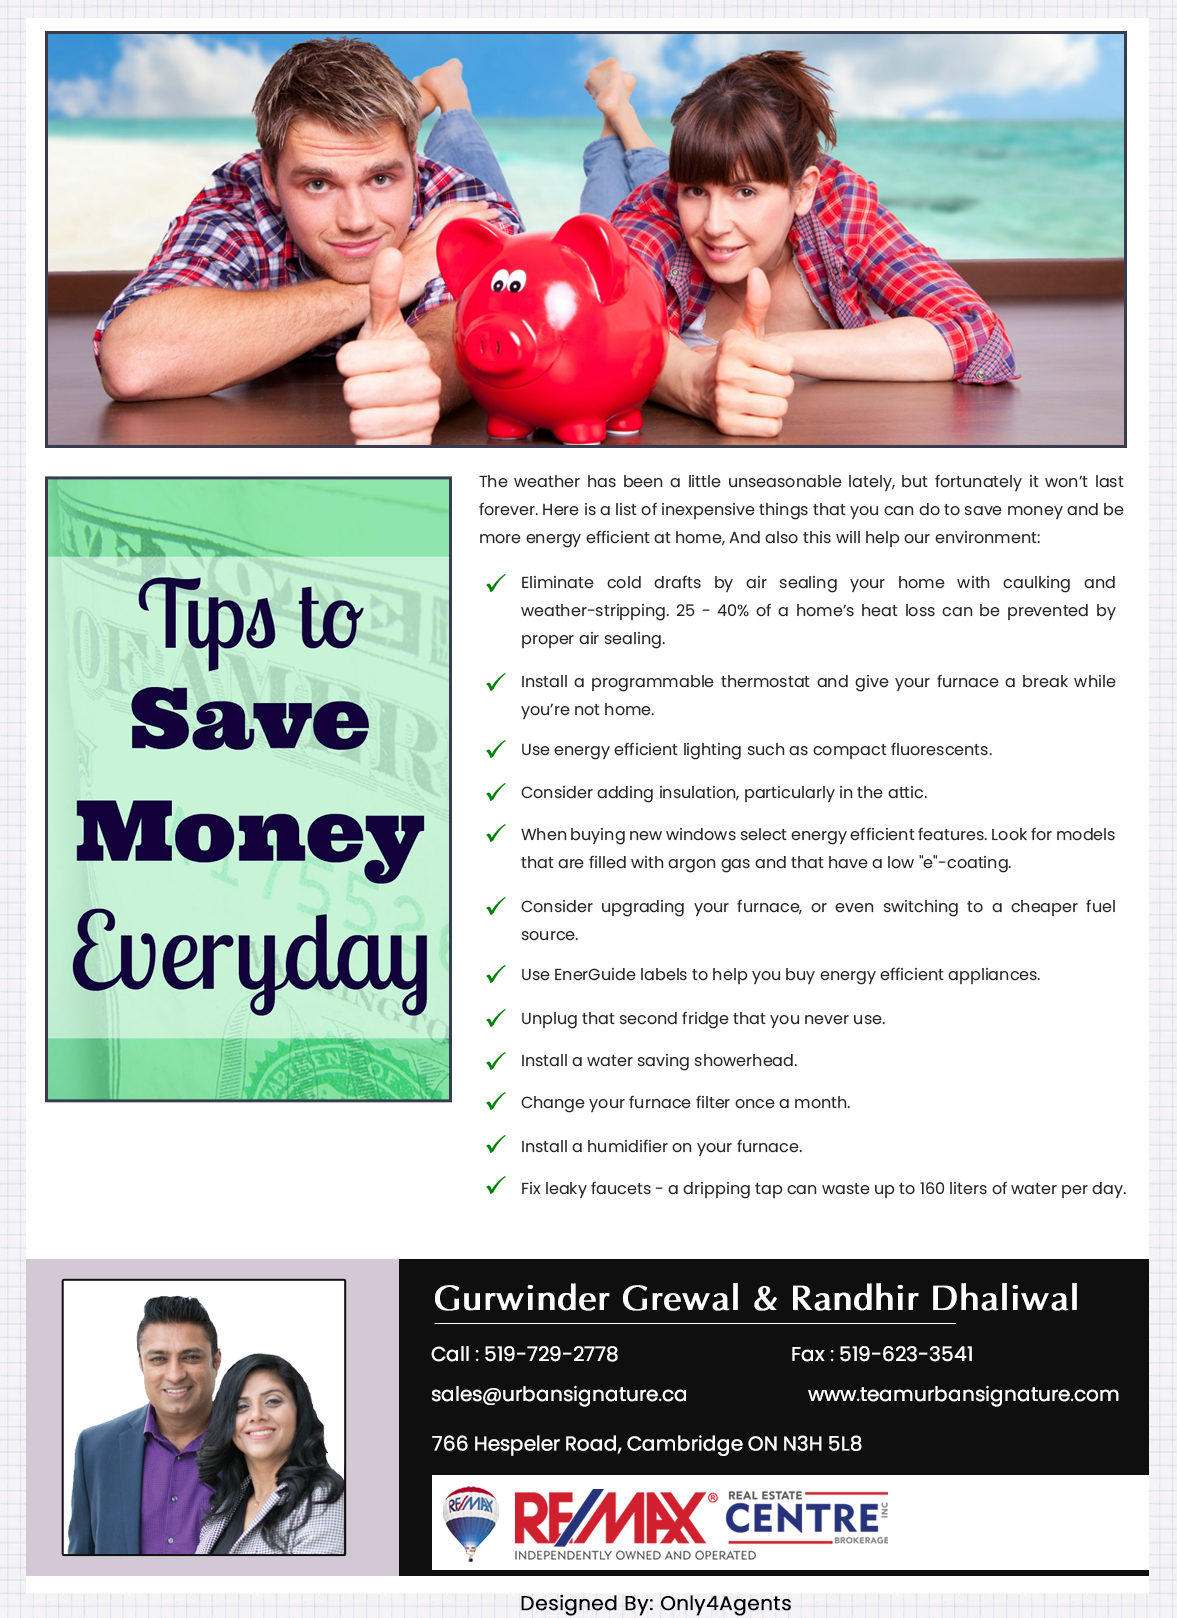 The weather has been a little unseasonable lately, but fortunately it won't last
forever. Here is a list of inexpensive things that you can do to save money and be
more energy efficient at home, And also this will help our environment:
Tips to
Save
Money
Everyday
Eliminate cold drafts by air sealing your home with caulking and
weather-stripping. 25 - 40% of a home's heat loss can be prevented by
proper air sealing.
Install a programmable thermostat and give your furnace a break while
you're not home.
Use energy efficient lighting such as compact fluorescents.
Consider adding insulation, particularly in the attic.
When buying new windows select energy efficient features. Look for models
that are filled with argon gas and that have a low "e"-coating.
Consider upgrading your furnace, or even switching to a cheaper fuel
source.
Use EnerGuide labels to help you buy energy efficient appliances.
Unplug that second fridge that you never use.
Install a water saving showerhead.
Change your furnace filter once a month.
Install a humidifier on your furnace.
Fix leaky faucets - a dripping tap can waste up to 160 liters of water per day.
Gurwinder Grewal & Randhir Dhaliwal
Call : 519-729-2778 Fax : 519-623-3541
sales@urbansignature.ca www.teamurbansignature.com
766 Hespeler Road, Cambridge ON N3H 5L8
RE/MAX
RE/MAX® REAL ESTATE CENTRE INC
BROKERAGE
INDEPENDENTLY OWNED AND OPERATED
Designed By: Only4Agents